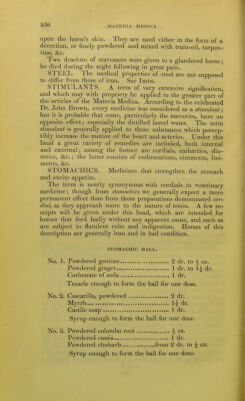 536 MATERIA MEDICA
upon the horse's skin. They are used either in the form of a
decoction, or finely powdered and mixed with train-oil, turpen-
tine, &c.
Two drachms of stavesacre were given to a glandered horse;
he died during the night following in great pain.
STEEL. The medical properties of steel are not supposed
to differ from those of iron. See IRON.
STIMULANTS. A term of very extensive signification,
and which may with propriety be applied to the greater part of
the articles of the Materia Medica. According to the celebrated
Dr. John Brown, every medicine was considered as a stimulant;
but it is probable that some, particularly the narcotics, have an
opposite effect; especially the distilled laurel water. The term
stimulant is generally applied to those substances which percep-
tibly increase the motion of the heart and arteries. Under this
head a great variety of remedies are included, both internal
and external; among the former are cordials, cathartics, diu-
retics, &c.; the latter consists of embrocations, ointments, lini-
ments, &c.
STOMACHICS. Medicines that strengthen the stomach
and excite appetite.
The term is nearly synonymous with cordials in veterinary
medicine; though from stomachics we generally expect a more
permanent effect than from those preparations denominated cor-
dial, as they approach more to the nature of tonics. A few re-
ceipts will be given under this head, which are intended for
horses that feed badly without any apparent cause, and such as
are subject to flatulent colic and indigestion. Horses of this
description are generally lean and in bad condition.
STOMACHIC BALL.
No. 1. Powdered gentian 2 dr. to ½ oz.
Powdered ginger 1 dr. to 1½ dr.
Carbonate of soda 1 dr.
Treacle enough to form the ball for one dose.
No. 2. Cascarilla, powdered 2 dr.
Myrrh 1½ dr.
Castile soap 1 dr.
Syrup enough to form the ball for one dose.
No. 3. Powdered colombo root ½ oz.
Powdered cassia 1 dr.
Powdered rhubarb from 2 dr. to ½ oz.
Syrup enough to form the ball for one dose.